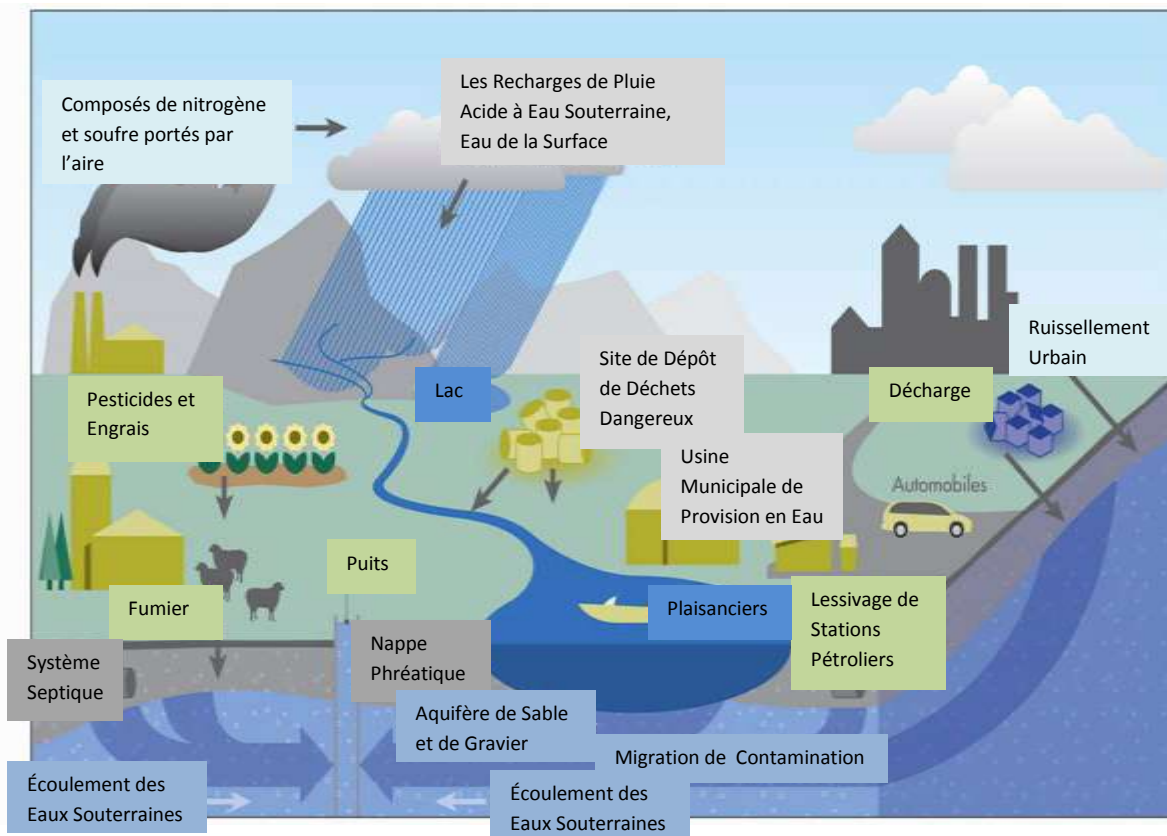 Composés de nitrogène
et soufre portés par
l’aire
Les Recharges de Pluie
Acide à Eau Souterraine,
Eau de la Surface
Ruissellement
Urbain
Pesticides et
Engrais
Lac
Site de Dépôt
de Déchets
Dangereux
Décharge
Usine
Municipale de
Provision en Eau
Automobiles
Puits
Fumier
Plaisanciers
Lessivage de
Stations
Pétroliers
Système
Septique
Nappe
Phréatique
Aquifère de Sable
et de Gravier
Migration de Contamination
Écoulement des
Eaux Souterraines
Écoulement des
Eaux Souterraines